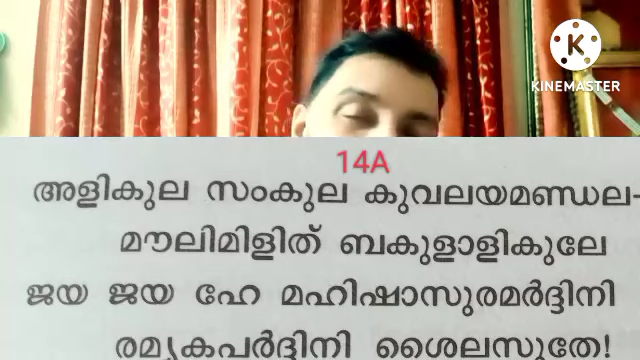 KINEMASTER
14A
അളികുല സംകുല കുവലയമണ്ഡല-
മൗലിമിളിത് ബകുളാളികുലേ
ജയ ജയ ഹേ മഹിഷാസുരമർദ്ദിനി
രമ്യകപർദ്ദിനി ശൈലസുതേ!